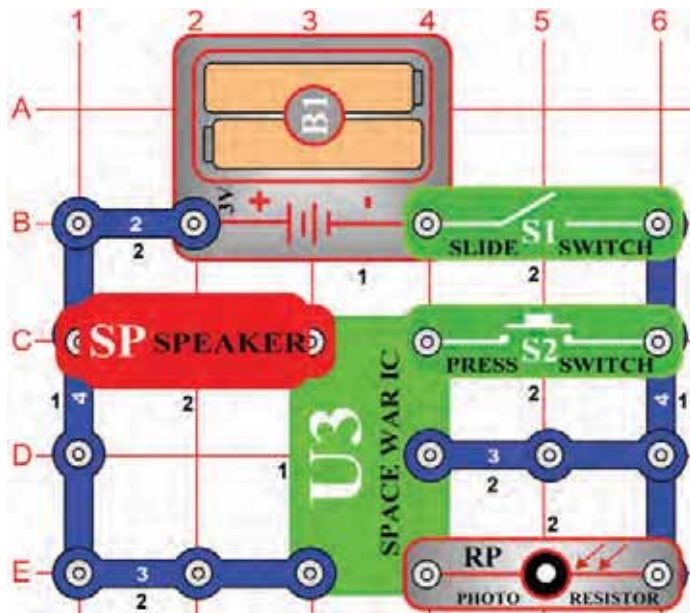 1 2 3 4 5 6
A
B1
3V + -
B 2 S1
SLIDE SWITCH
2 1 2
C SP SPEAKER S2
PRESS SWITCH
1 4 2 U3 SPACE WAR IC 2 4 1
D 1 3
2
2
E 3 RP
PHOTO RESISTOR
2